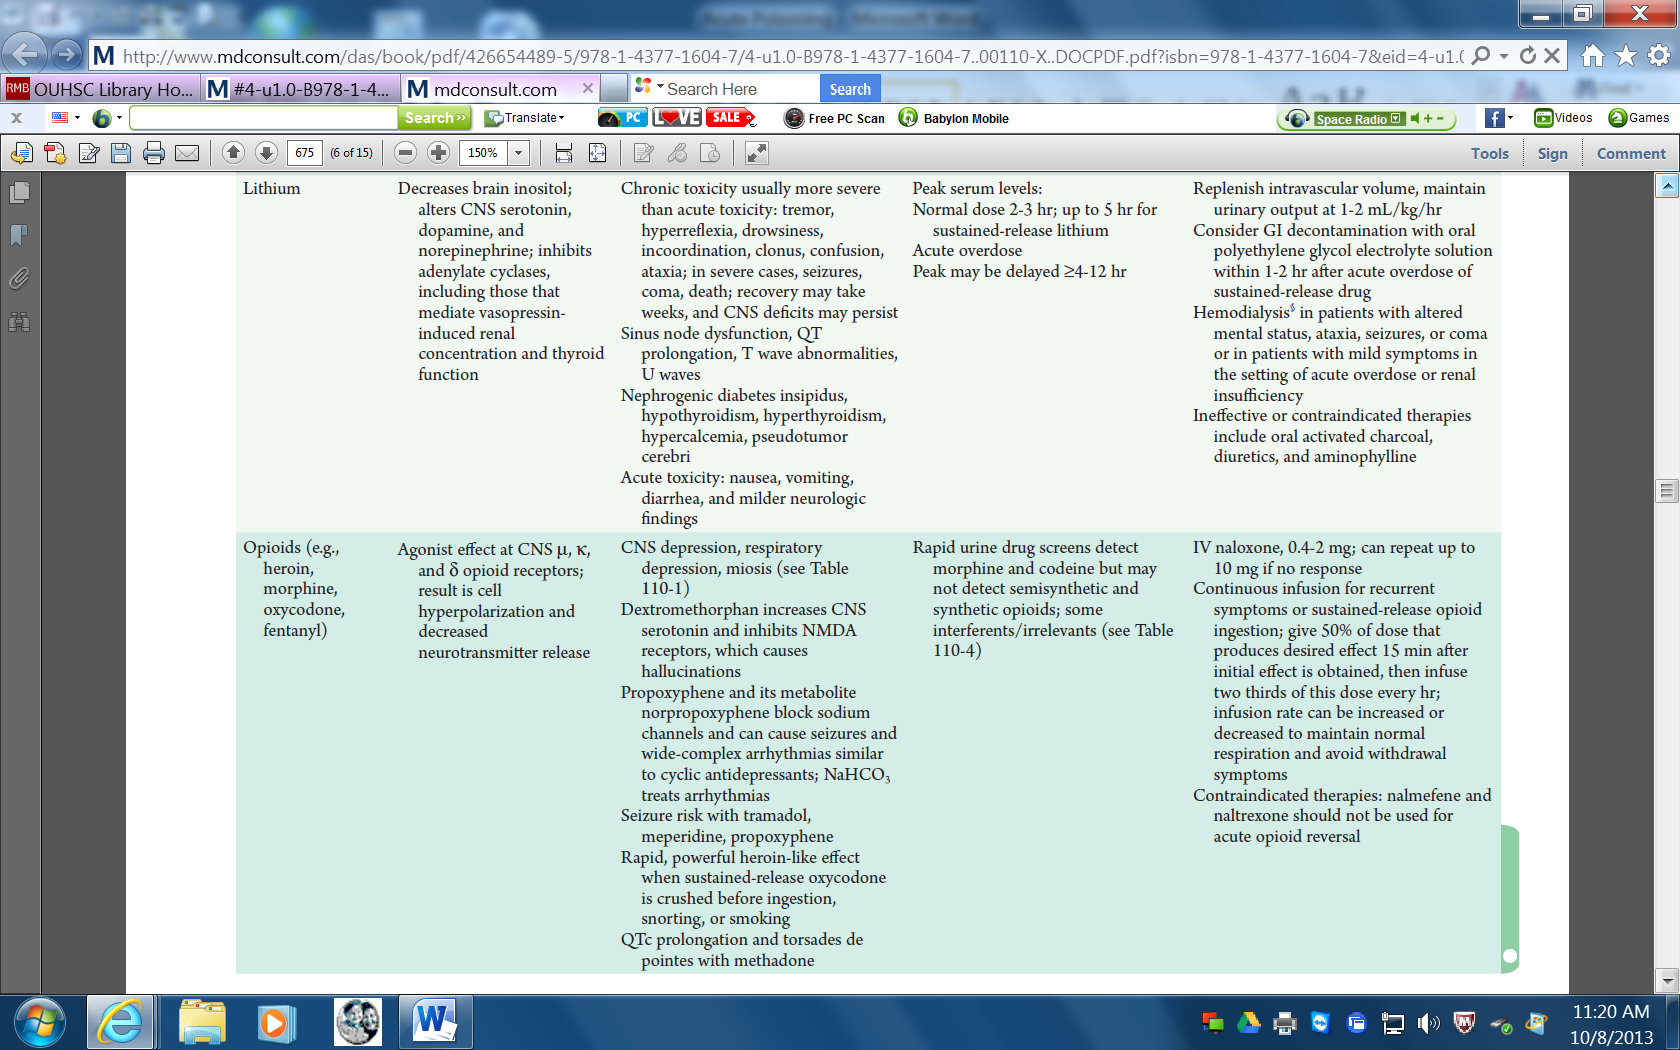 Acute Poisoning - Microsoft Word
http://www.mdconsult.com/das/book/pdf/426654489-5/978-1-4377-1604-7/4-u1.0-B978-1-4377-1604-7..00110-X..DOCPDF.pdf?isbn=978-1-4377-1604-7&eid=4-u1.0
RMB OUHSC Library Ho...
M #4-u1.0-B978-1-4...
M mdconsult.com
Search Here
Search
x
Search
Translate
PC
LOVE
SALE
Free PC Scan
Babylon Mobile
Space Radio
Videos
Games
675
(6 of 15)
150%
Tools
Sign
Comment
Lithium
Decreases brain inositol;
alters CNS serotonin,
dopamine, and
norepinephrine; inhibits
adenylate cyclases,
including those that
mediate vasopressin-
induced renal
concentration and thyroid
function
Chronic toxicity usually more severe
than acute toxicity: tremor,
hyperreflexia, drowsiness,
incoordination, clonus, confusion,
ataxia; in severe cases, seizures,
coma, death; recovery may take
weeks, and CNS deficits may persist
Sinus node dysfunction, QT
prolongation, T wave abnormalities,
U waves
Nephrogenic diabetes insipidus,
hypothyroidism, hyperthyroidism,
hypercalcemia, pseudotumor
cerebri
Acute toxicity: nausea, vomiting,
diarrhea, and milder neurologic
findings
Peak serum levels:
Normal dose 2-3 hr; up to 5 hr for
sustained-release lithium
Acute overdose
Peak may be delayed ≥4-12 hr
Replenish intravascular volume, maintain
urinary output at 1-2 mL/kg/hr
Consider GI decontamination with oral
polyethylene glycol electrolyte solution
within 1-2 hr after acute overdose of
sustained-release drug
Hemodialysis§ in patients with altered
mental status, ataxia, seizures, or coma
or in patients with mild symptoms in
the setting of acute overdose or renal
insufficiency
Ineffective or contraindicated therapies
include oral activated charcoal,
diuretics, and aminophylline
Opioids (e.g.,
heroin,
morphine,
oxycodone,
fentanyl)
Agonist effect at CNS μ, κ,
and δ opioid receptors;
result is cell
hyperpolarization and
decreased
neurotransmitter release
CNS depression, respiratory
depression, miosis (see Table
110-1)
Dextromethorphan increases CNS
serotonin and inhibits NMDA
receptors, which causes
hallucinations
Propoxyphene and its metabolite
norpropoxyphene block sodium
channels and can cause seizures and
wide-complex arrhythmias similar
to cyclic antidepressants; NaHCO₃
treats arrhythmias
Seizure risk with tramadol,
meperidine, propoxyphene
Rapid, powerful heroin-like effect
when sustained-release oxycodone
is crushed before ingestion,
snorting, or smoking
QTc prolongation and torsades de
pointes with methadone
Rapid urine drug screens detect
morphine and codeine but may
not detect semisynthetic and
synthetic opioids; some
interferents/irrelevants (see Table
110-4)
IV naloxone, 0.4-2 mg; can repeat up to
10 mg if no response
Continuous infusion for recurrent
symptoms or sustained-release opioid
ingestion; give 50% of dose that
produces desired effect 15 min after
initial effect is obtained, then infuse
two thirds of this dose every hr;
infusion rate can be increased or
decreased to maintain normal
respiration and avoid withdrawal
symptoms
Contraindicated therapies: nalmefene and
naltrexone should not be used for
acute opioid reversal
11:20 AM
10/8/2013